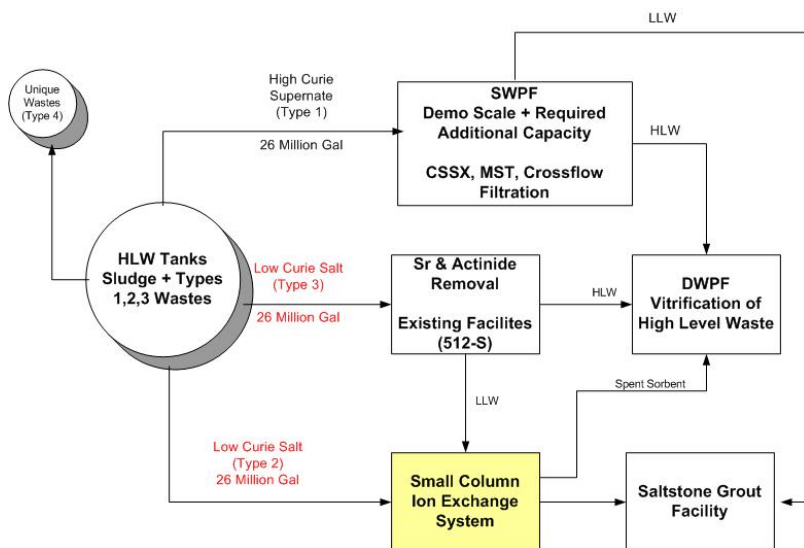 LLW
Unique
Wastes
(Type 4)
High Curie
Supernate
(Type 1)
26 Million Gal
SWPF
Demo Scale + Required
Additional Capacity
CSSX, MST, Crossflow
Filtration
HLW
HLW Tanks
Sludge + Types
1,2,3 Wastes
Low Curie Salt
(Type 3)
26 Million Gal
Sr & Actinide
Removal
Existing Facilites
(512-S)
HLW
DWPF
Vitrification of
High Level Waste
LLW
Spent Sorbent
Low Curie Salt
(Type 2)
26 Million Gal
Small Column
Ion Exchange
System
Saltstone Grout
Facility